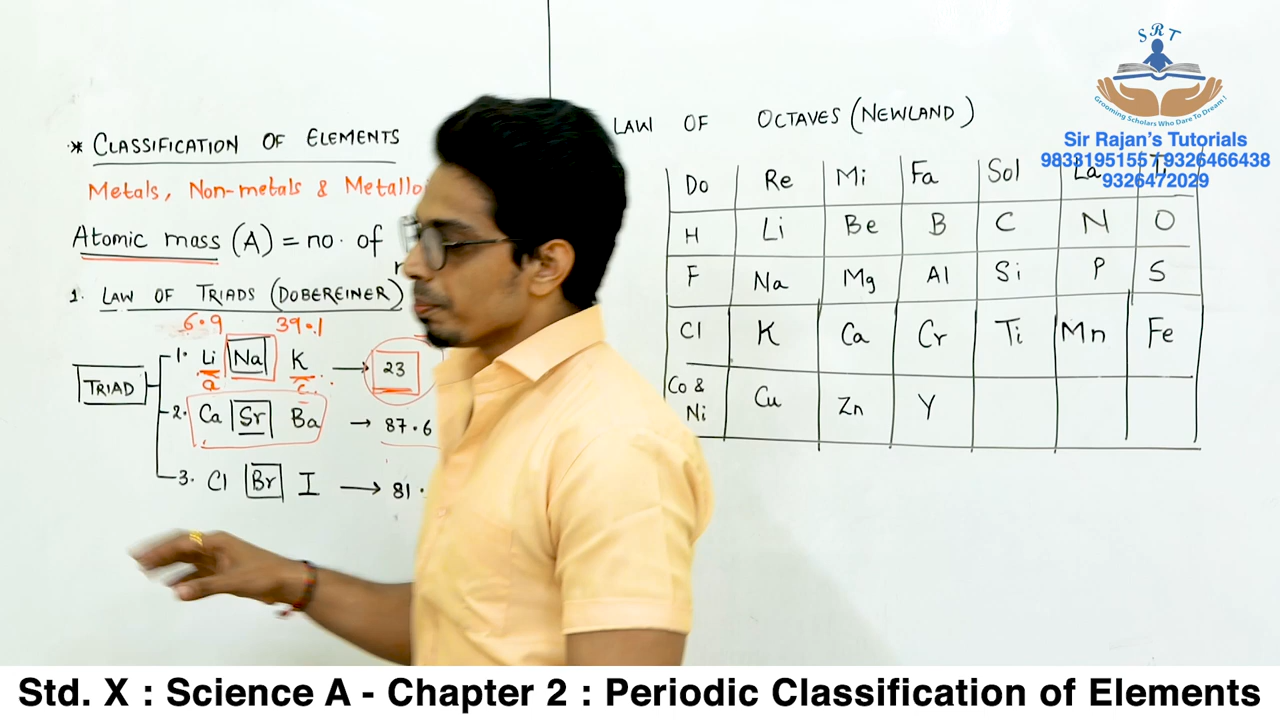 * CLASSIFICATION OF ELEMENTS
Metals, Non-metals &
Atomic mass (A) = no. of
1. LAW OF TRIADS (DOBEREINER)
6.9 39.1
TRIAD
1. Li Na K → 23
a c
2. Ca Sr Ba → 87.6
3. Cl Br I → 81.
LAW OF OCTAVES (NEWLAND)
Do Re Mi Fa Sol La
H Li Be B C N O
F Na Mg Al Si P S
Cl K Ca Cr Ti Mn Fe
Co & Ni Cu Zn Y
SRT
Grooming Scholars Who Dare To Dream!
Sir Rajan's Tutorials
9326466438
9326472029
Std. X : Science A - Chapter 2 : Periodic Classification of Elements